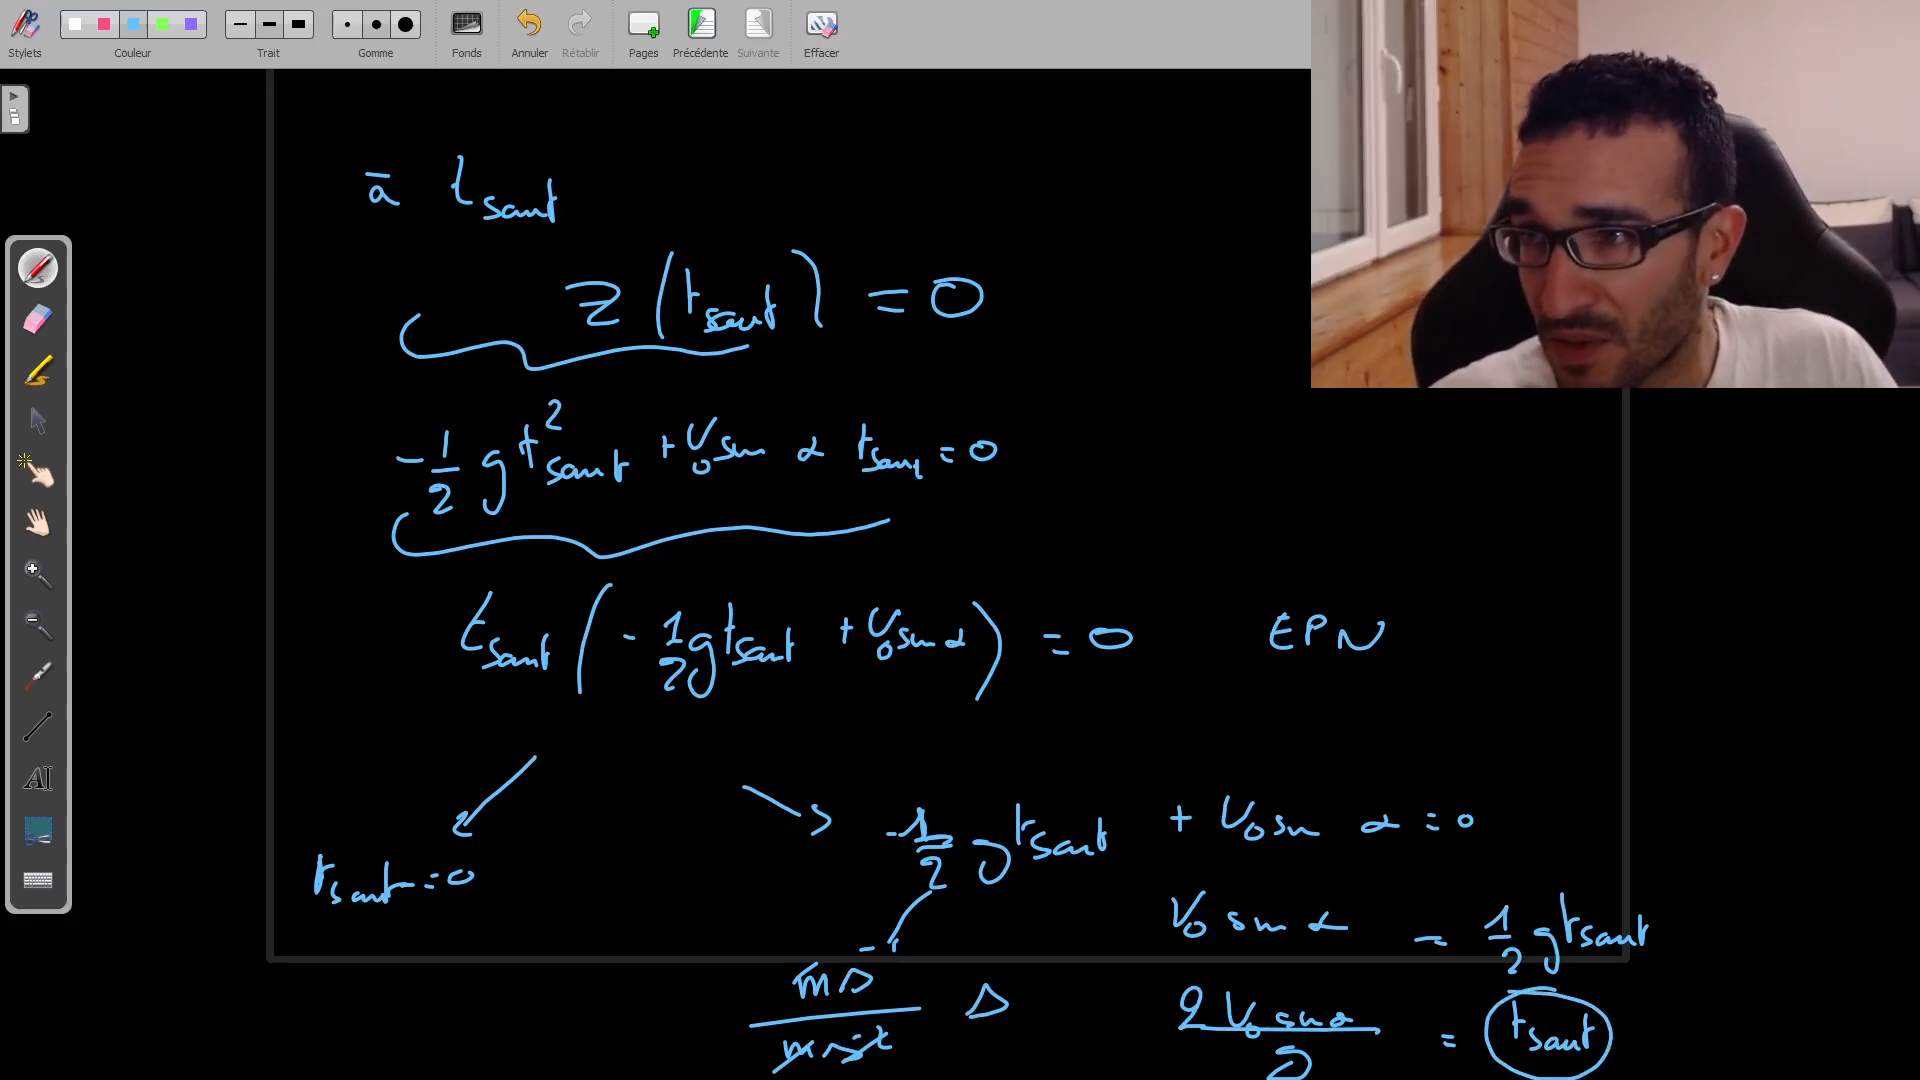 Stylets Couleur Trait Gomme Fonds Annuler Rétablir Pages Précédente Suivante Effacer
à t_saut
z (t_saut) = 0
-1/2 g t²_saut + V₀ sin α t_saut = 0
t_saut (-1/2 g t_saut + V₀ sin α) = 0 EPN
-1/2 g t_saut + V₀ sin α = 0
t_saut = 0
V₀ sin α = 1/2 g t_saut
2 V₀ sin α / g = t_saut
AI